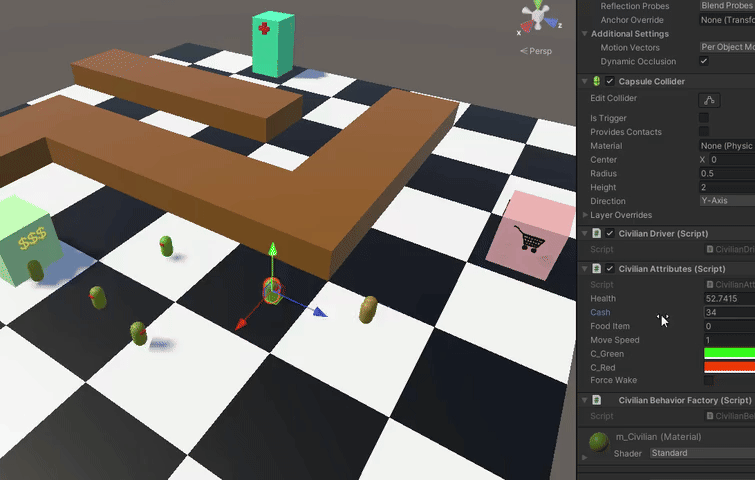 Reflection Probes Blend Probes
Anchor Override None (Transfo
Additional Settings
Motion Vectors Per Object Mo
Dynamic Occlusion
Capsule Collider
Edit Collider
Is Trigger
Provides Contacts
Material None (Physic
Center X 0
Radius 0.5
Height 2
Direction Y-Axis
Layer Overrides
# Civilian Driver (Script)
Script CivilianDri
# Civilian Attributes (Script)
Script CivilianAtt
Health 52.7415
Cash 34
Food Item 0
Move Speed 1
C_Green
C_Red
Force Wake
# Civilian Behavior Factory (Script)
Script CivilianBel
m_Civilian (Material)
Shader Standard
x z
< Persp
$$$